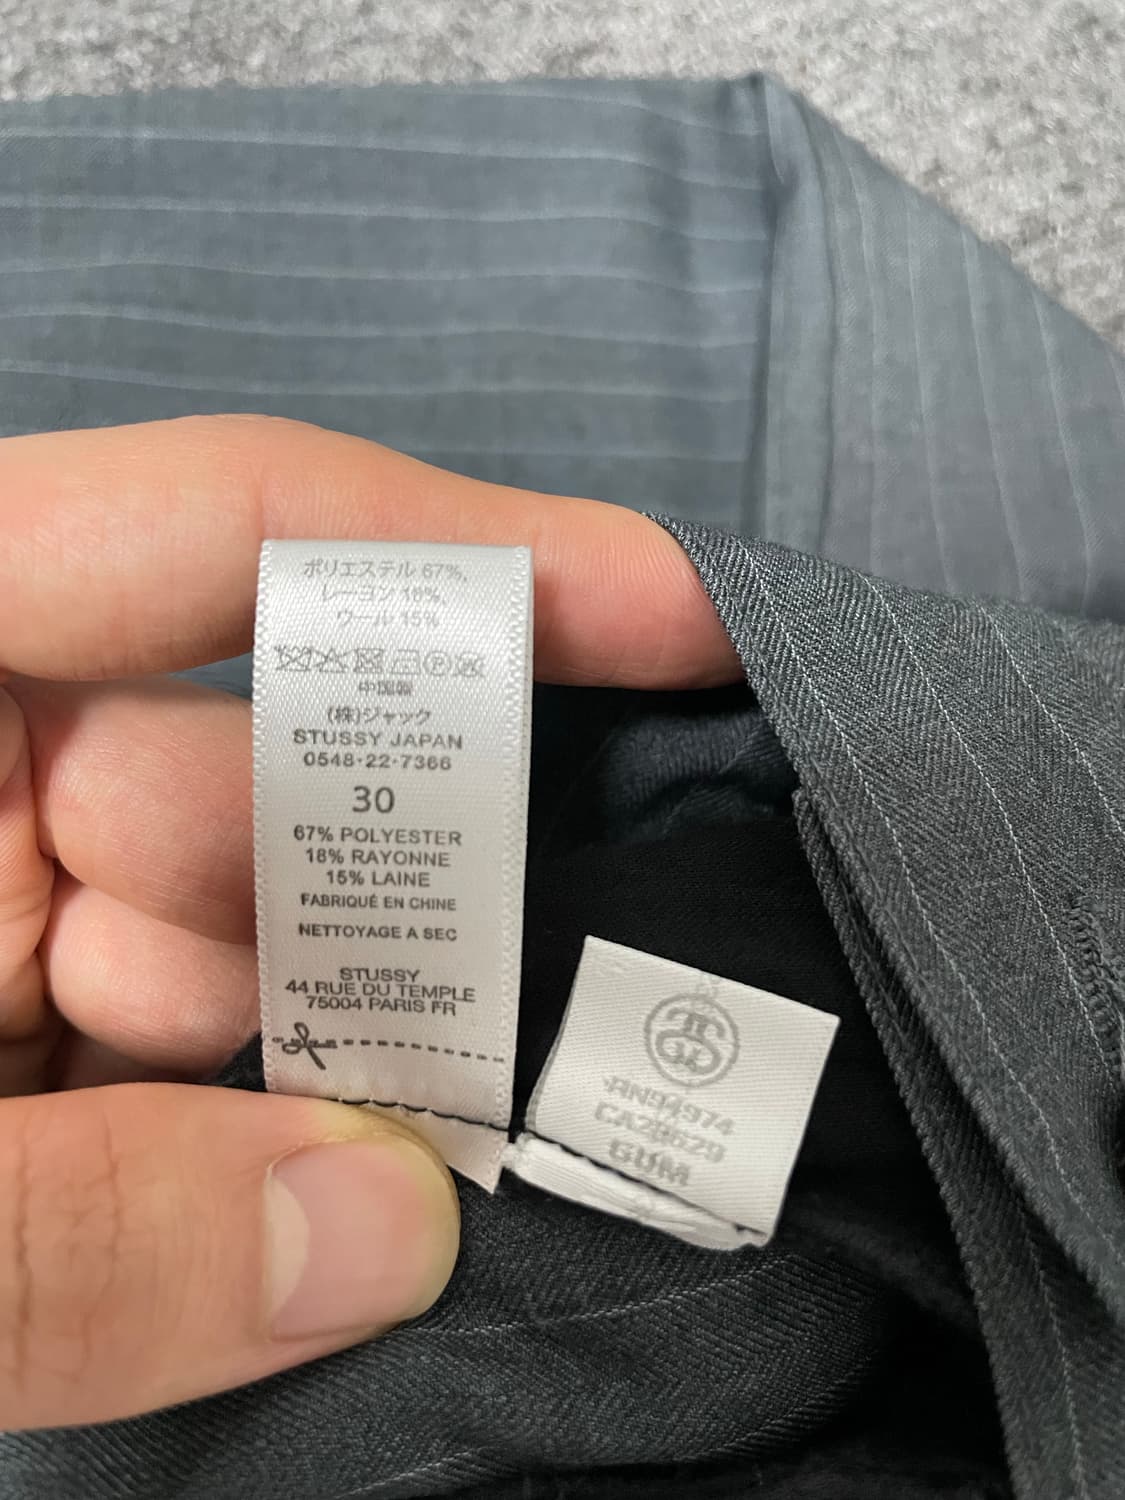 ポリエステル 67%,
レーヨン 18%,
ウール 15%
中国製
(株)ジャック
STUSSY JAPAN
0548·22·7366
30
67% POLYESTER
18% RAYONNE
15% LAINE
FABRIQUÉ EN CHINE
NETTOYAGE A SEC
STUSSY
44 RUE DU TEMPLE
75004 PARIS FR
RN94974
CA28629
GUM